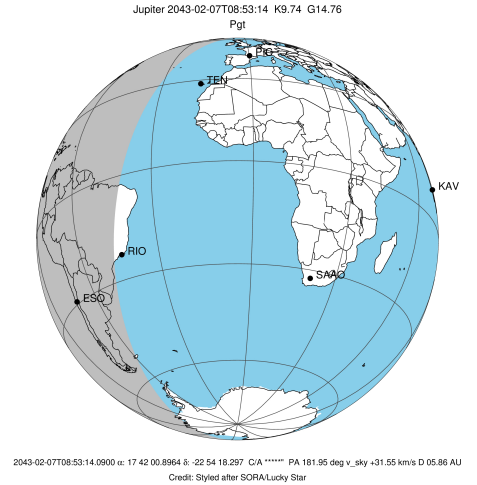 Jupiter 2043-02-07T08:53:14 K9.74 G14.76
Pgt
PIC
TEN
KAV
RIO
SAAO
ESO
2043-02-07T08:53:14.0900 α: 17 42 00.8964 δ: -22 54 18.297 C/A *****" PA 181.95 deg v_sky +31.55 km/s D 05.86 AU
Credit: Styled after SORA/Lucky Star